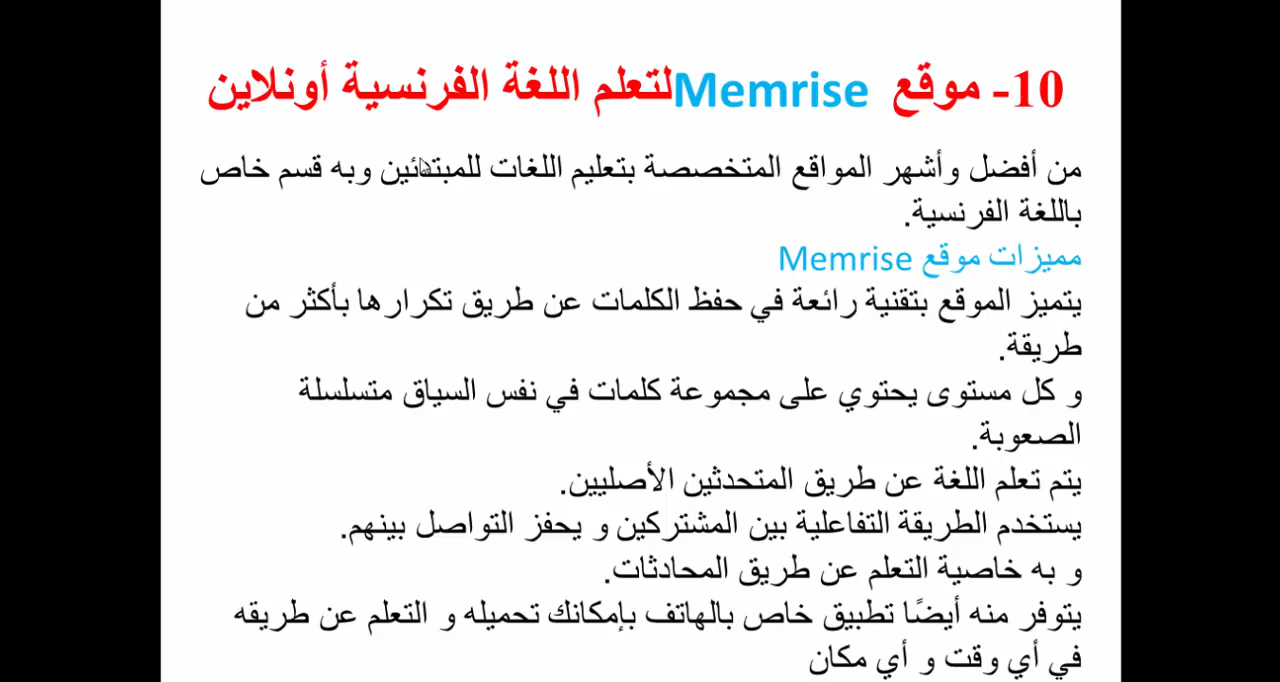 10- موقع Memrise لتعلم اللغة الفرنسية أونلاين
من أفضل وأشهر المواقع المتخصصة بتعليم اللغات للمبتدائين وبه قسم خاص
باللغة الفرنسية.
مميزات موقع Memrise
يتميز الموقع بتقنية رائعة في حفظ الكلمات عن طريق تكرارها بأكثر من
طريقة.
و كل مستوى يحتوي على مجموعة كلمات في نفس السياق متسلسلة
الصعوبة.
يتم تعلم اللغة عن طريق المتحدثين الأصليين.
يستخدم الطريقة التفاعلية بين المشتركين و يحفز التواصل بينهم.
و به خاصية التعلم عن طريق المحادثات.
يتوفر منه أيضًا تطبيق خاص بالهاتف بإمكانك تحميله و التعلم عن طريقه
في أي وقت و أي مكان